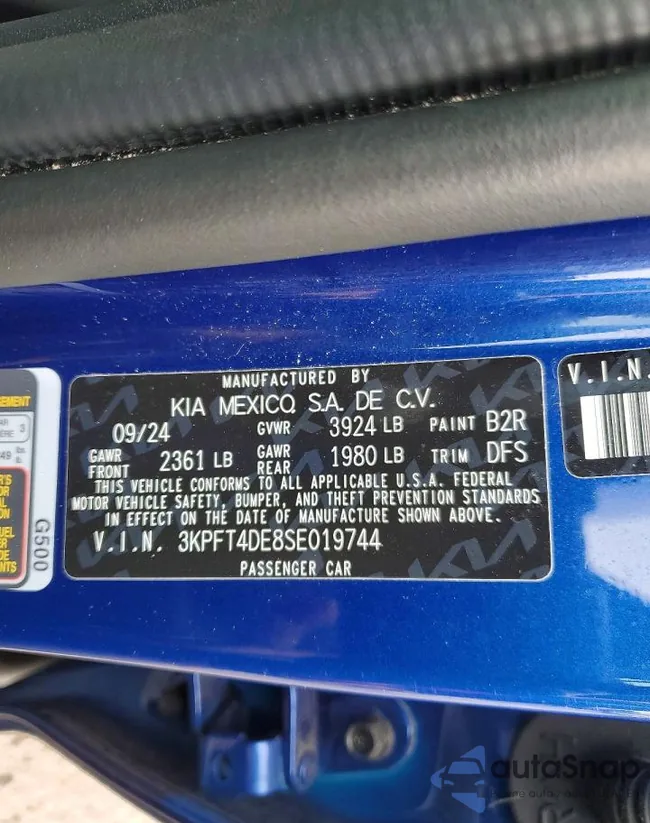 MANUFACTURED BY
KIA MEXICO, S.A. DE C.V.
09/24 GVWR 3924 LB PAINT B2R
GAWR FRONT 2361 LB GAWR REAR 1980 LB TRIM DFS
THIS VEHICLE CONFORMS TO ALL APPLICABLE U.S.A. FEDERAL
MOTOR VEHICLE SAFETY, BUMPER, AND THEFT PREVENTION STANDARDS
IN EFFECT ON THE DATE OF MANUFACTURE SHOWN ABOVE.
V.I.N. 3KPFT4DE8SE019744
PASSENGER CAR
V.I.N.
G500
3
autoSnap